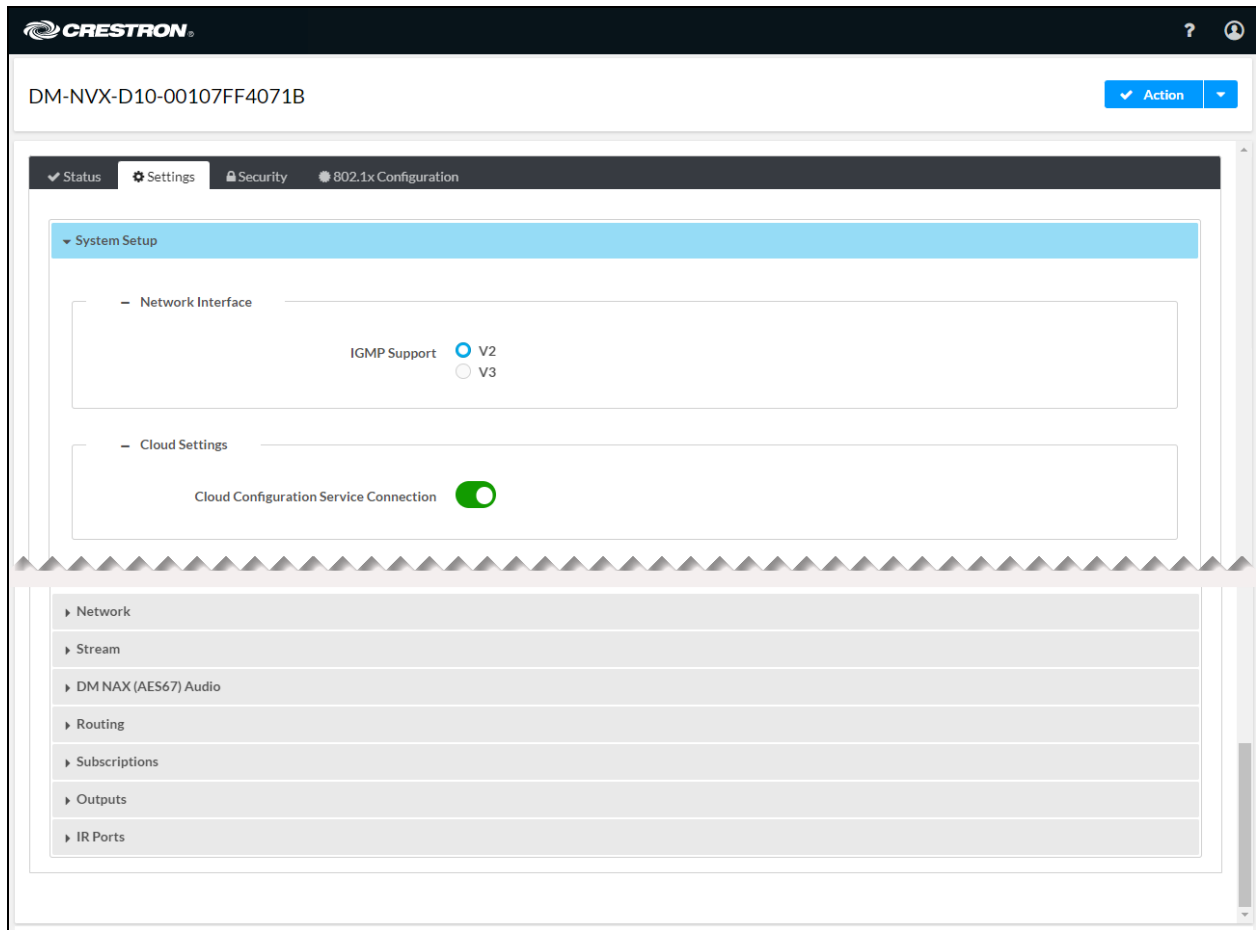 CRESTRON®
?
DM-NVX-D10-00107FF4071B
Action
Status Settings Security 802.1x Configuration
System Setup
Network Interface
IGMP Support V2
V3
Cloud Settings
Cloud Configuration Service Connection
Network
Stream
DM NAX (AES67) Audio
Routing
Subscriptions
Outputs
IR Ports